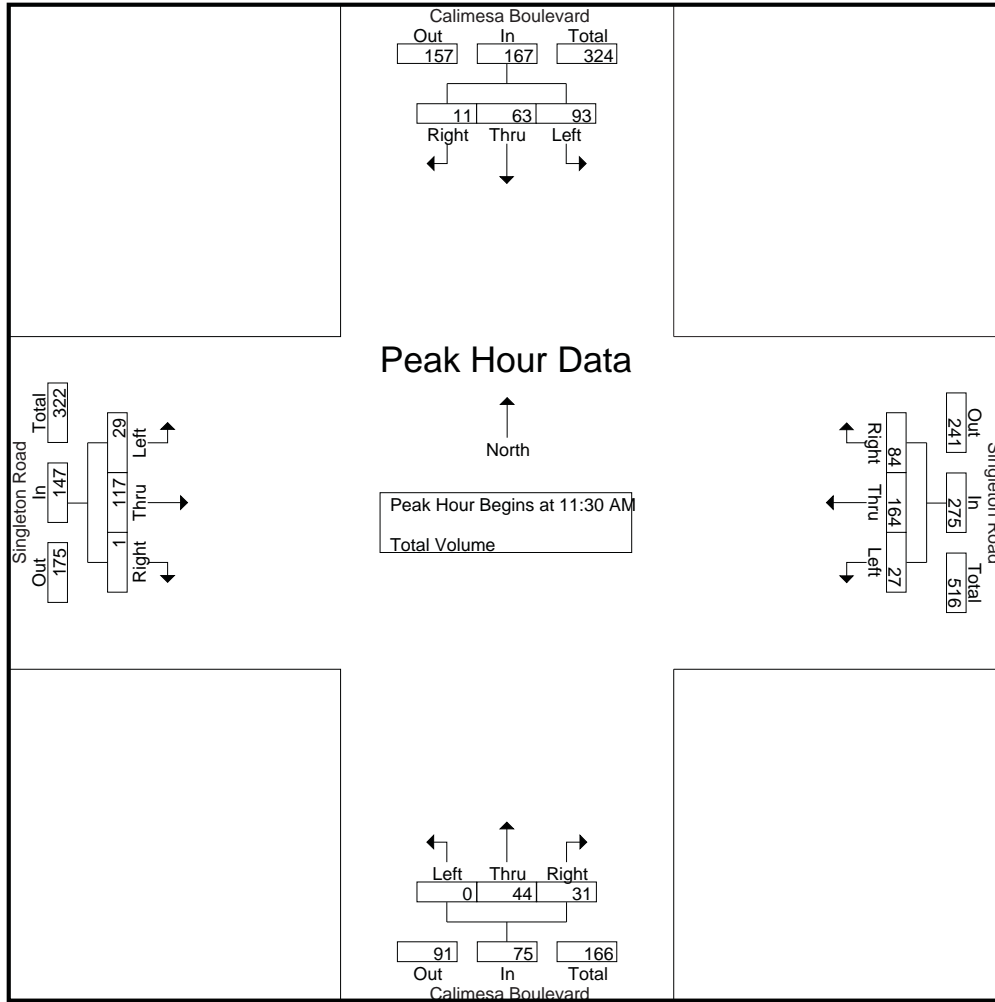 Calimesa Boulevard
Out In Total
157 167 324
11 63 93
Right Thru Left
Peak Hour Data
North
Peak Hour Begins at 11:30 AM
Total Volume
Singleton Road
Out In Total
175 147 322
Right Thru Left
1 117 29
Singleton Road
Out In Total
241 275 516
Right Thru Left
84 164 27
Left Thru Right
0 44 31
91 75 166
Out In Total
Calimesa Boulevard